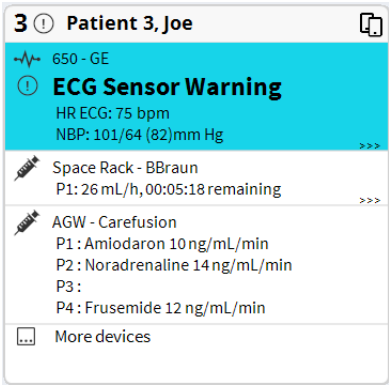 3 Patient 3, Joe
650 - GE
ECG Sensor Warning
HR ECG: 75 bpm
NBP: 101/64 (82)mm Hg
>>>
Space Rack - BBraun
P1: 26 mL/h, 00:05:18 remaining
>>>
AGW - Carefusion
P1 : Amiodaron 10 ng/mL/min
P2 : Noradrenaline 14 ng/mL/min
P3 :
P4 : Frusemide 12 ng/mL/min
More devices